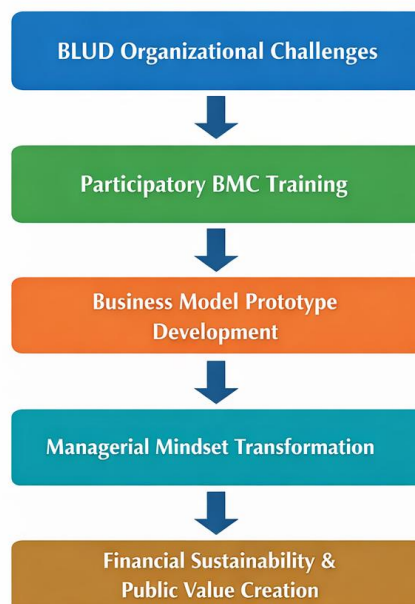 BLUD Organizational Challenges
Participatory BMC Training
Business Model Prototype
Development
Managerial Mindset Transformation
Financial Sustainability &
Public Value Creation